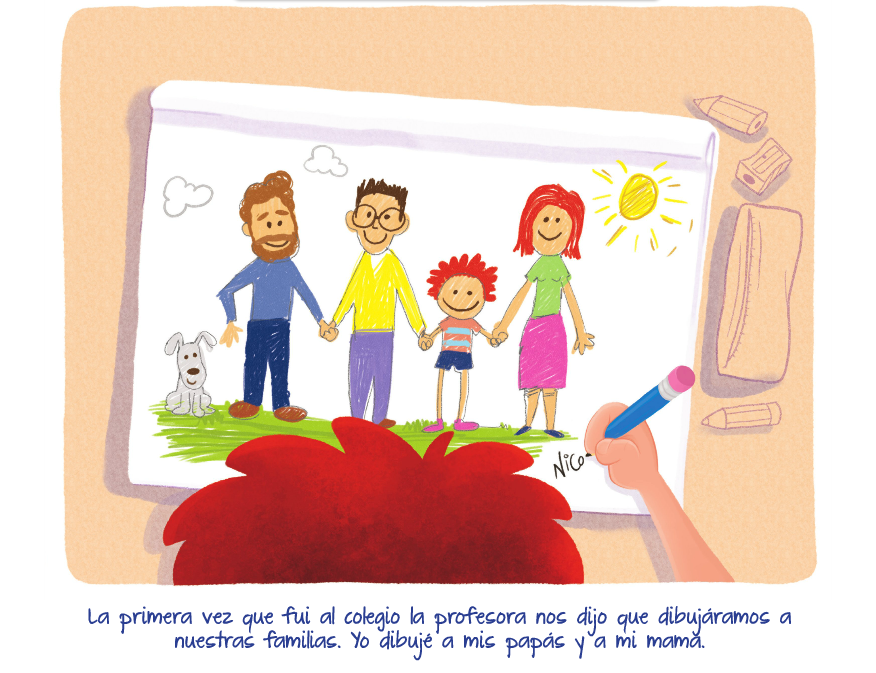 Nico
La primera vez que fui al colegio la profesora nos dijo que dibujáramos a
nuestras familias. Yo dibujé a mis papás y a mi mamá.